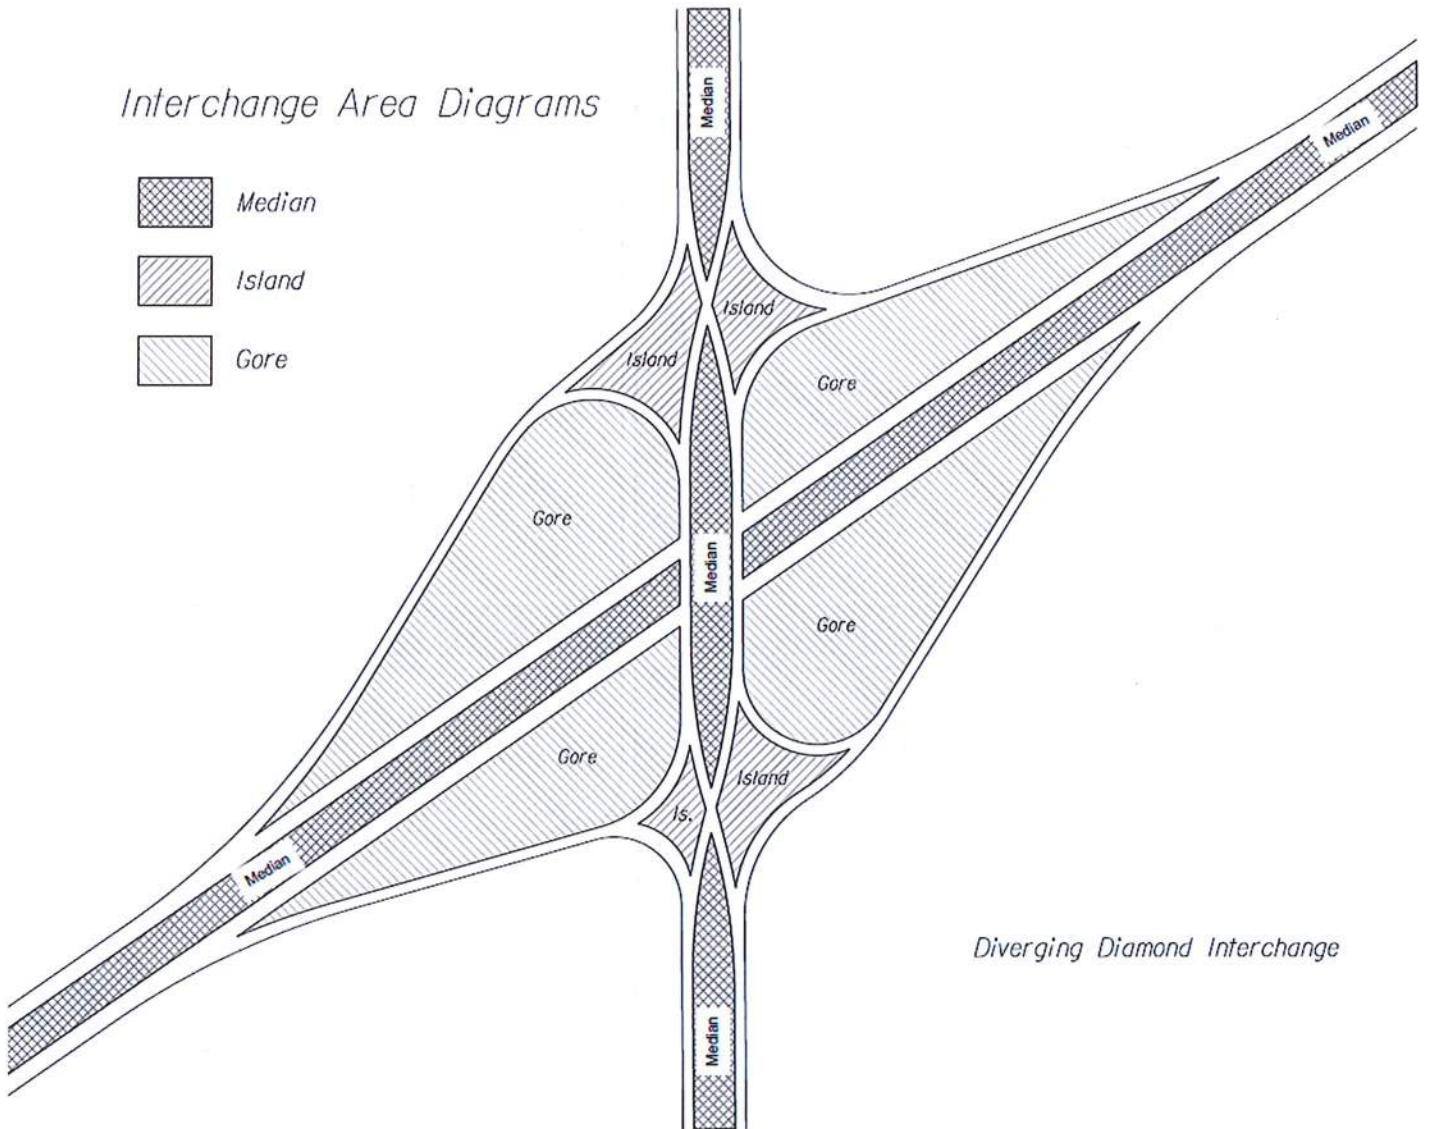 Interchange Area Diagrams
Median
Island
Gore
Median
Median
Island
Island
Gore
Gore
Median
Gore
Gore
Island
Is.
Median
Diverging Diamond Interchange
Median